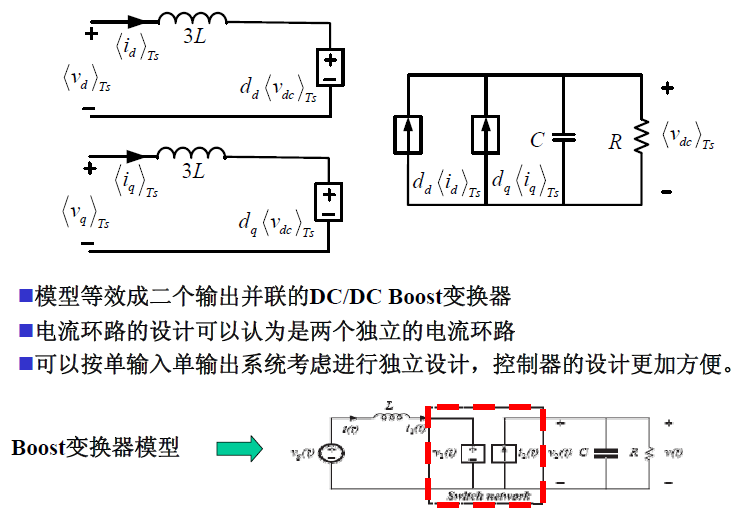 ⟨i_d⟩_Ts 3L
⟨v_d⟩_Ts
d_d⟨v_dc⟩_Ts
⟨i_q⟩_Ts 3L
⟨v_q⟩_Ts
d_q⟨v_dc⟩_Ts
C R ⟨v_dc⟩_Ts
d_d⟨i_d⟩_Ts d_q⟨i_q⟩_Ts
■模型等效成二个输出并联的DC/DC Boost变换器
■电流环路的设计可以认为是两个独立的电流环路
■可以按单输入单输出系统考虑进行独立设计，控制器的设计更加方便。
Boost变换器模型
L
i(t) i₁(t)
v_g(t) v₁(t) i₂(t) v₂(t) C R v(t)
Switch network